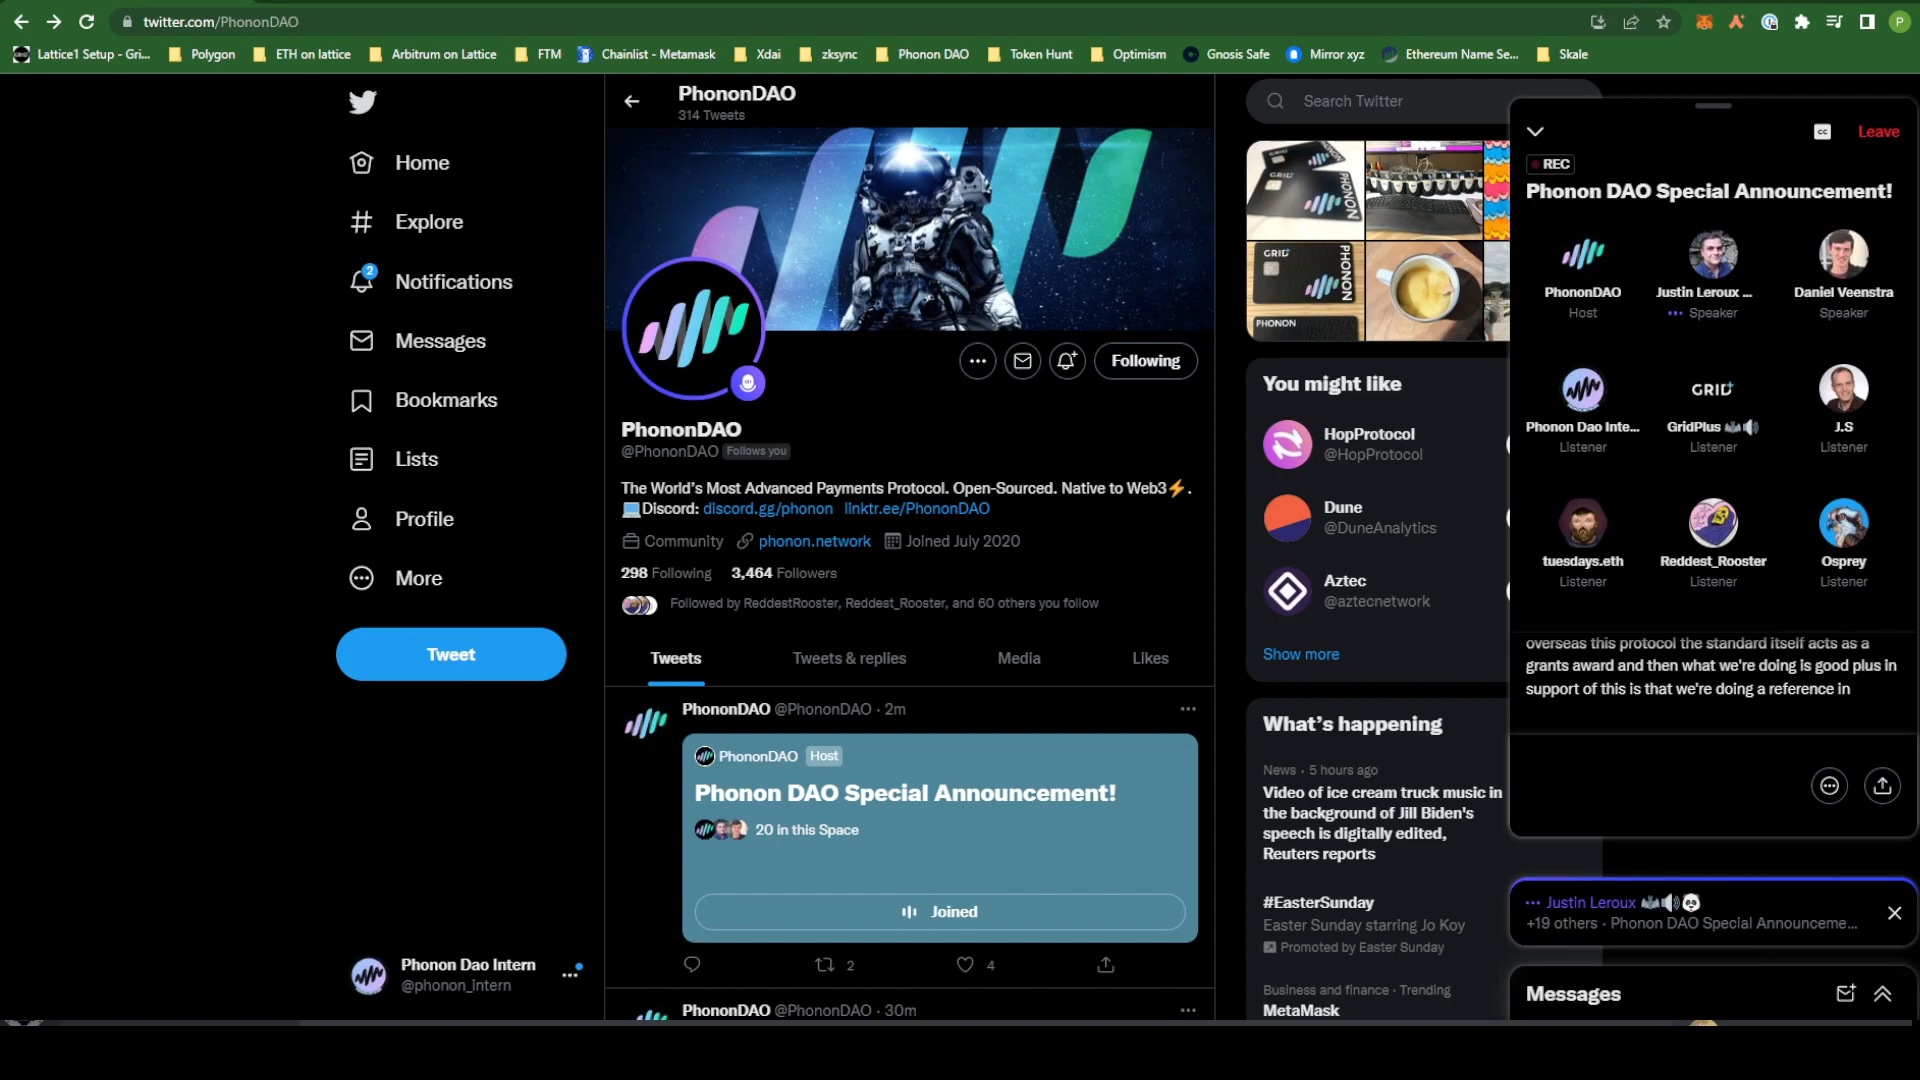 twitter.com/PhononDAO
Lattice1 Setup - Gri...
Polygon
ETH on lattice
Arbitrum on Lattice
FTM
Chainlist - Metamask
Xdai
zksync
Phonon DAO
Token Hunt
Optimism
Gnosis Safe
Mirror xyz
Ethereum Name Se...
Skale
P
Home
Explore
2
Notifications
Messages
Bookmarks
Lists
Profile
More
Tweet
Phonon Dao Intern
@phonon_intern
PhononDAO
314 Tweets
Following
PhononDAO
@PhononDAO Follows you
The World's Most Advanced Payments Protocol. Open-Sourced. Native to Web3⚡.
💻Discord: discord.gg/phonon linktr.ee/PhononDAO
Community phonon.network Joined July 2020
298 Following 3,464 Followers
Followed by ReddestRooster, Reddest_Rooster, and 60 others you follow
Tweets
Tweets & replies
Media
Likes
PhononDAO @PhononDAO · 2m
PhononDAO Host
Phonon DAO Special Announcement!
20 in this Space
Joined
2
4
PhononDAO @PhononDAO · 30m
Search Twitter
GRID+
PHONON
GRID+
PHONON
PHONON
You might like
HopProtocol
@HopProtocol
Dune
@DuneAnalytics
Aztec
@aztecnetwork
Show more
What's happening
News · 5 hours ago
Video of ice cream truck music in
the background of Jill Biden's
speech is digitally edited,
Reuters reports
#EasterSunday
Easter Sunday starring Jo Koy
Promoted by Easter Sunday
Business and finance · Trending
MetaMask
CC
Leave
REC
Phonon DAO Special Announcement!
PhononDAO
Host
Justin Leroux ...
Speaker
Daniel Veenstra
Speaker
Phonon Dao Inte...
Listener
GRID+
GridPlus 🦇🔊
Listener
J.S
Listener
tuesdays.eth
Listener
Reddest_Rooster
Listener
Osprey
Listener
overseas this protocol the standard itself acts as a
grants award and then what we're doing is good plus in
support of this is that we're doing a reference in
Justin Leroux 🦇🔊🐼
+19 others · Phonon DAO Special Announceme...
Messages